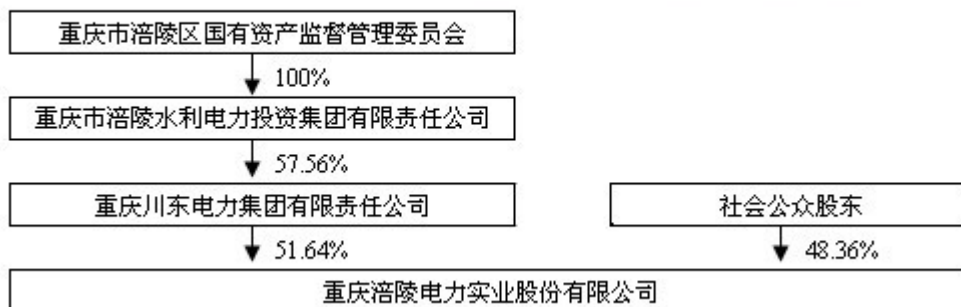 重庆市涪陵区国有资产监督管理委员会
100%
重庆市涪陵水利电力投资集团有限责任公司
57.56%
重庆川东电力集团有限责任公司
社会公众股东
51.64%
48.36%
重庆涪陵电力实业股份有限公司